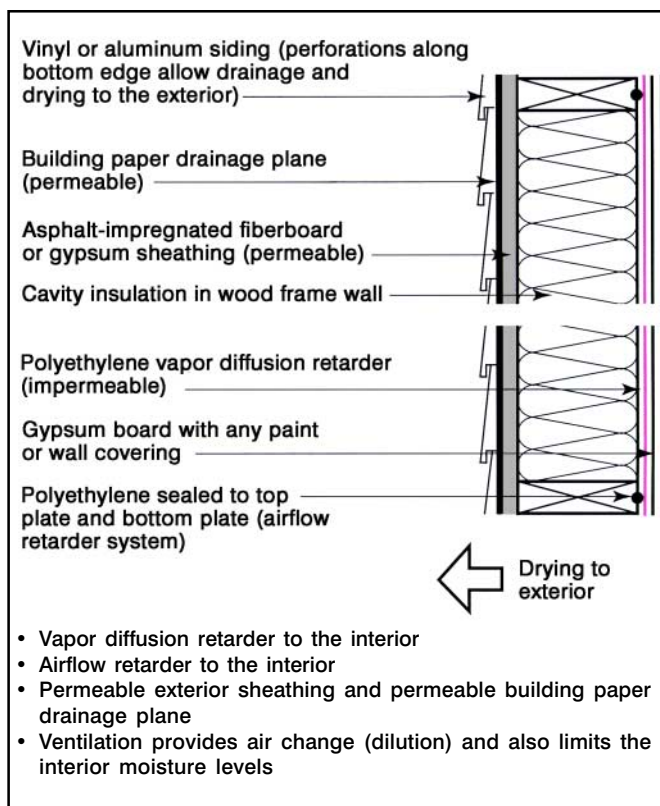 Vinyl or aluminum siding (perforations along
bottom edge allow drainage and
drying to the exterior)
Building paper drainage plane
(permeable)
Asphalt-impregnated fiberboard
or gypsum sheathing (permeable)
Cavity insulation in wood frame wall
Polyethylene vapor diffusion retarder
(impermeable)
Gypsum board with any paint
or wall covering
Polyethylene sealed to top
plate and bottom plate (airflow
retarder system)
Drying to
exterior
• Vapor diffusion retarder to the interior
• Airflow retarder to the interior
• Permeable exterior sheathing and permeable building paper
drainage plane
• Ventilation provides air change (dilution) and also limits the
interior moisture levels